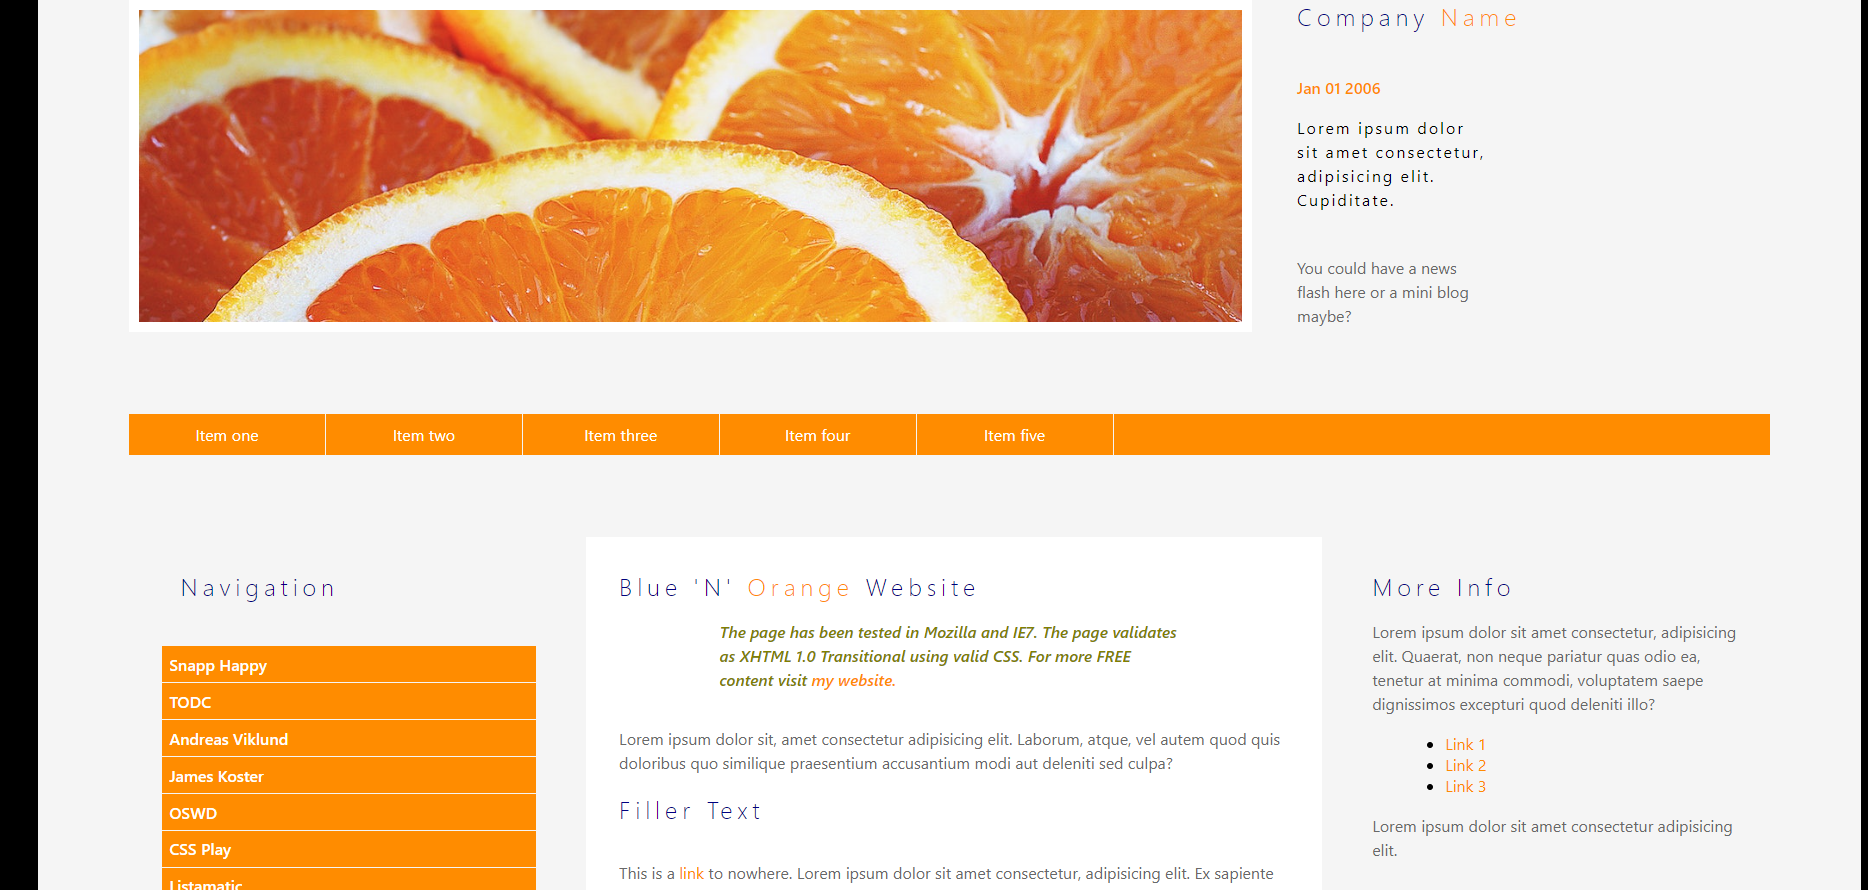 Company Name
Jan 01 2006
Lorem ipsum dolor
sit amet consectetur,
adipisicing elit.
Cupiditate.
You could have a news
flash here or a mini blog
maybe?
Item one
Item two
Item three
Item four
Item five
Navigation
Snapp Happy
TODC
Andreas Viklund
James Koster
OSWD
CSS Play
Listamatic
Blue 'N' Orange Website
The page has been tested in Mozilla and IE7. The page validates
as XHTML 1.0 Transitional using valid CSS. For more FREE
content visit my website.
Lorem ipsum dolor sit, amet consectetur adipisicing elit. Laborum, atque, vel autem quod quis
doloribus quo similique praesentium accusantium modi aut deleniti sed culpa?
Filler Text
This is a link to nowhere. Lorem ipsum dolor sit amet consectetur, adipisicing elit. Ex sapiente
More Info
Lorem ipsum dolor sit amet consectetur, adipisicing
elit. Quaerat, non neque pariatur quas odio ea,
tenetur at minima commodi, voluptatem saepe
dignissimos excepturi quod deleniti illo?
Link 1
Link 2
Link 3
Lorem ipsum dolor sit amet consectetur adipisicing
elit.